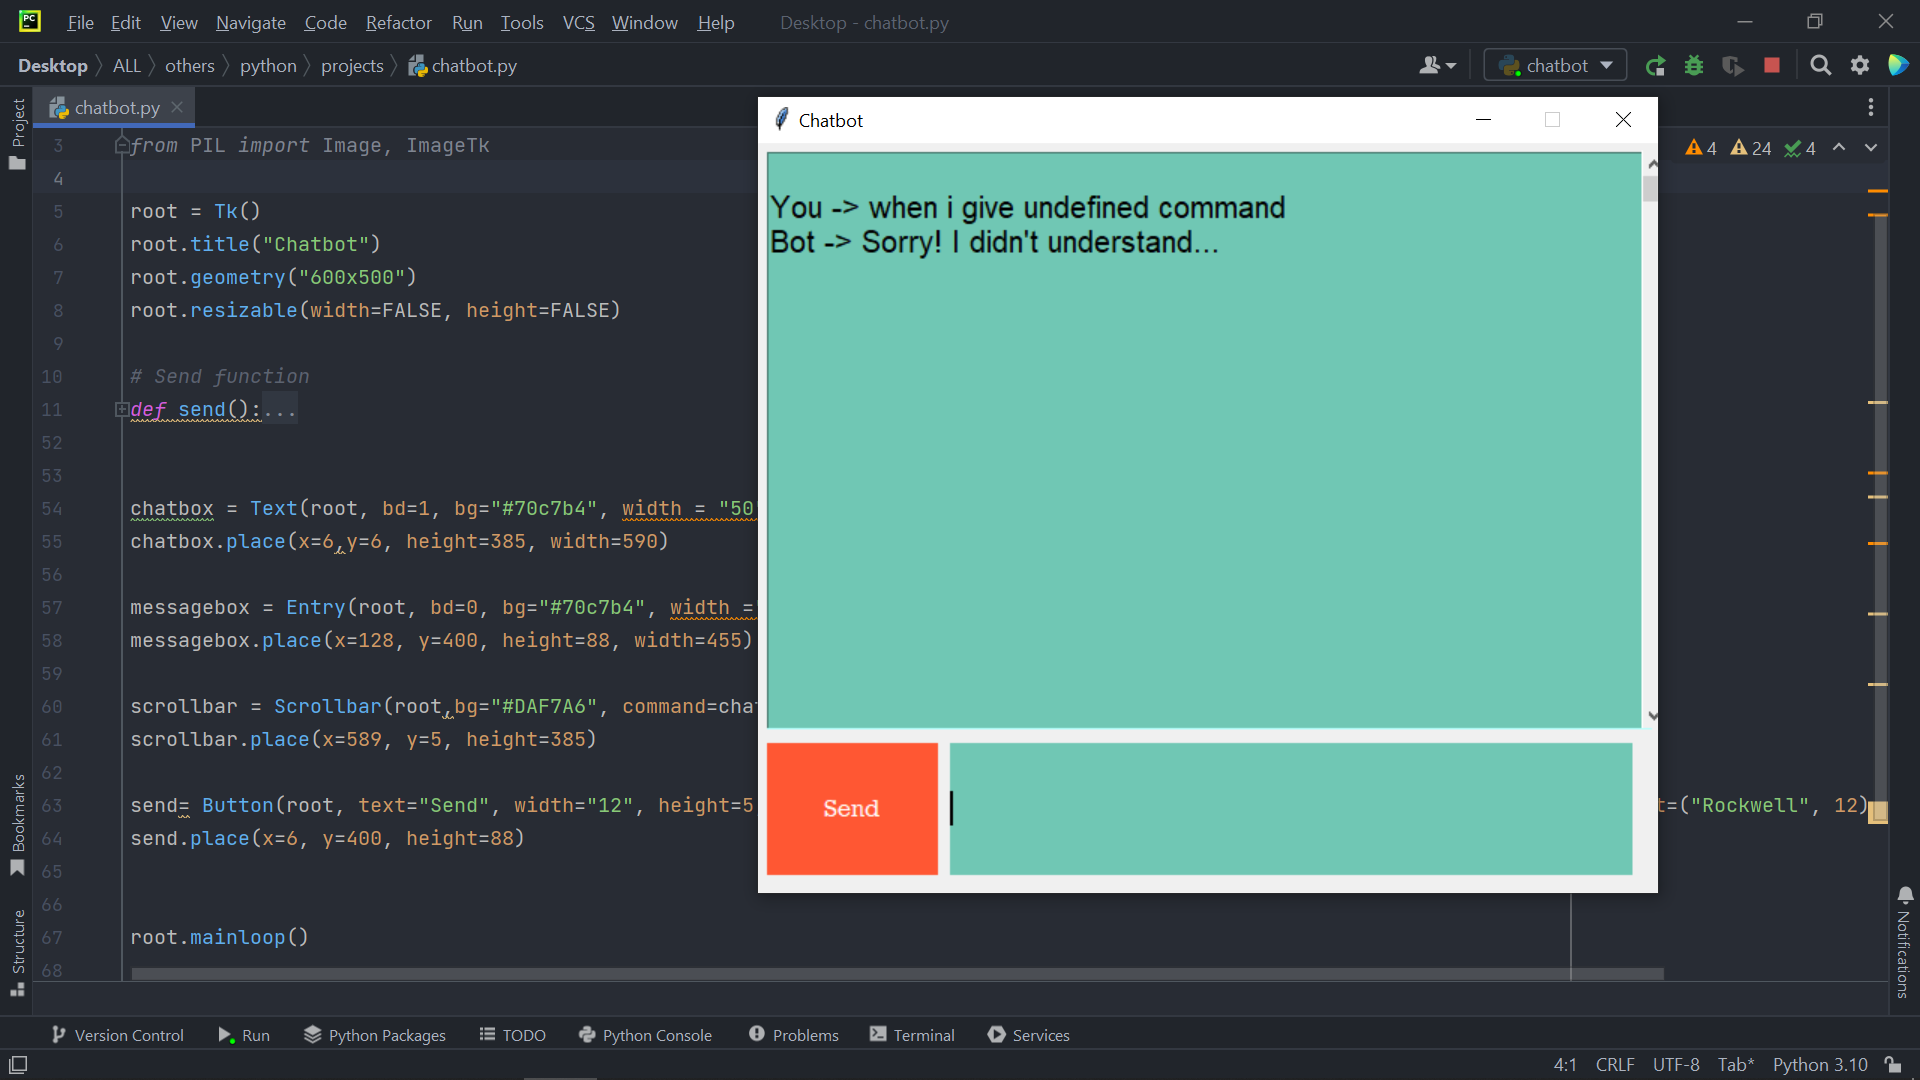 PC File Edit View Navigate Code Refactor Run Tools VCS Window Help Desktop - chatbot.py
Desktop ALL others python projects chatbot.py chatbot
Project
chatbot.py
Chatbot
3 from PIL import Image, ImageTk
4 24 4
4
5 root = Tk()
6 root.title("Chatbot")
7 root.geometry("600x500")
8 root.resizable(width=FALSE, height=FALSE)
9
10 # Send function
11 def send():...
52
53
54 chatbox = Text(root, bd=1, bg="#70c7b4", width = "50
55 chatbox.place(x=6,y=6, height=385, width=590)
56
57 messagebox = Entry(root, bd=0, bg="#70c7b4", width =
58 messagebox.place(x=128, y=400, height=88, width=455)
59
60 scrollbar = Scrollbar(root,bg="#DAF7A6", command=cha
61 scrollbar.place(x=589, y=5, height=385)
62
63 send= Button(root, text="Send", width="12", height=5
t=("Rockwell", 12)
64 send.place(x=6, y=400, height=88)
65
66
67 root.mainloop()
68
You -> when i give undefined command
Bot -> Sorry! I didn't understand...
Send
Bookmarks
Structure
Notifications
Version Control Run Python Packages TODO Python Console Problems Terminal Services
4:1 CRLF UTF-8 Tab* Python 3.10